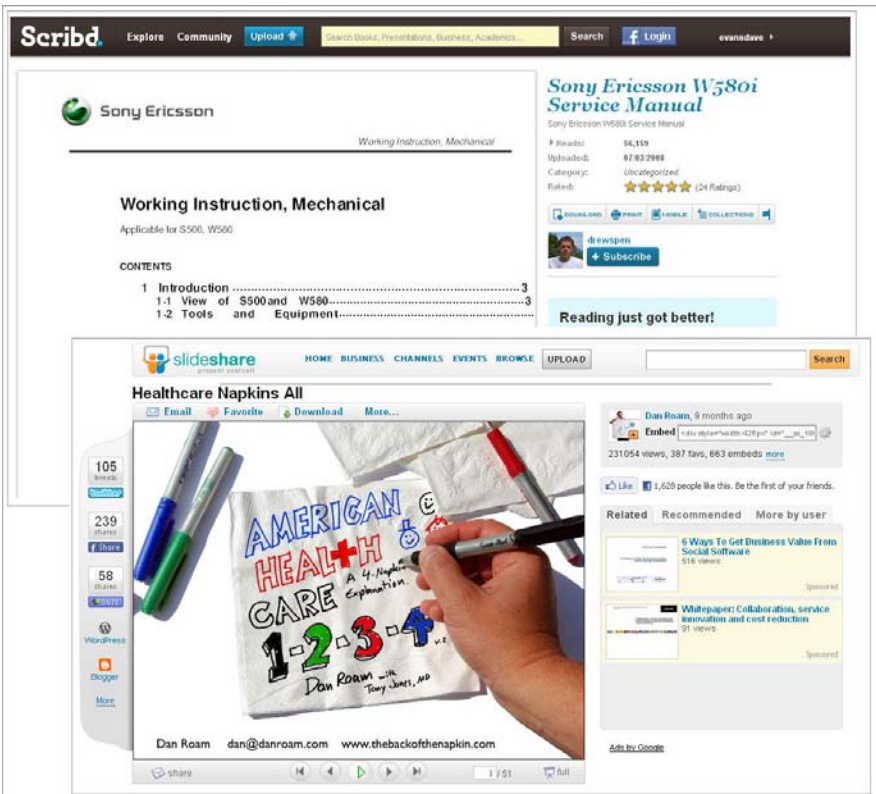 Scribd.
Explore Community Upload Search Books, Presentations, Business, Academics... Search Login evansdave
Sony Ericsson
Working Instruction, Mechanical
Working Instruction, Mechanical
Applicable for S500, W580
CONTENTS
1 Introduction 3
1-1 View of S500and W580 3
1-2 Tools and Equipment
Sony Ericsson W580i
Service Manual
Sony Ericsson W580i Service Manual
Reads: 56,159
Uploaded: 07/03/2008
Category: Uncategorized.
Rated: (24 Ratings)
DOWNLOAD PRINT MOBILE COLLECTIONS
drewspen
+ Subscribe
Reading just got better!
slideshare
present yourself
HOME BUSINESS CHANNELS EVENTS BROWSE UPLOAD Search
Healthcare Napkins All
Email Favorite Download More...
105
tweets
twitter
239
shares
f Share
58
shares
Buzz
WordPress
Blogger
More
AMERICAN
HEALTH
CARE
A 4-Napkin
Explanation.
1-2-3-4
Dan Roam with
Tony Jones, MD
Dan Roam dan@danroam.com www.thebackofthenapkin.com
share 1 / 51 full
Dan Roam, 9 months ago
Embed
231054 views, 387 favs, 663 embeds more
Like 1,628 people like this. Be the first of your friends.
Related Recommended More by user
6 Ways To Get Business Value From
Social Software
616 views
Sponsored
Whitepaper: Collaboration, service
innovation and cost reduction
91 views
Sponsored
Ads by Google